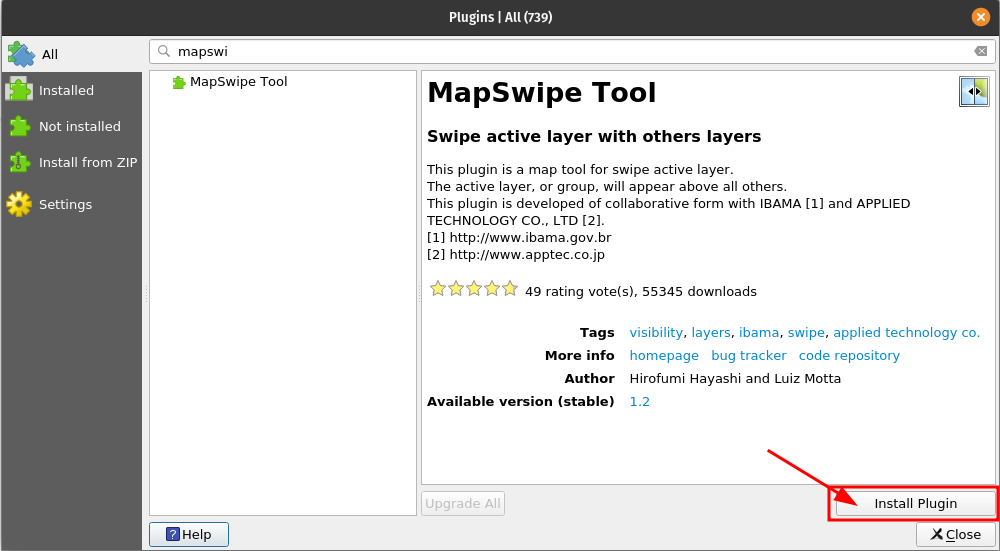 Plugins | All (739)
All
mapswi
Installed
Not installed
Install from ZIP
Settings
MapSwipe Tool
MapSwipe Tool
Swipe active layer with others layers
This plugin is a map tool for swipe active layer.
The active layer, or group, will appear above all others.
This plugin is developed of collaborative form with IBAMA [1] and APPLIED
TECHNOLOGY CO., LTD [2].
[1] http://www.ibama.gov.br
[2] http://www.apptec.co.jp
49 rating vote(s), 55345 downloads
Tags visibility, layers, ibama, swipe, applied technology co.
More info homepage bug tracker code repository
Author Hirofumi Hayashi and Luiz Motta
Available version (stable) 1.2
Upgrade All
Install Plugin
? Help
Close